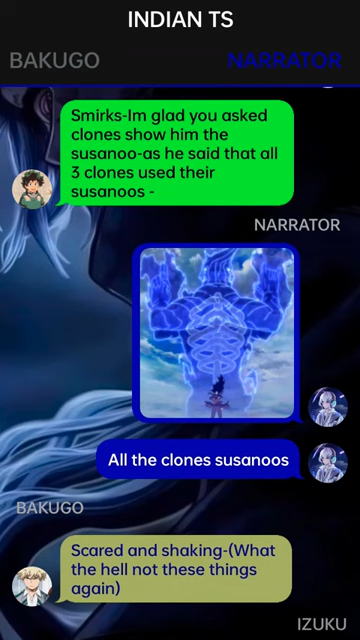 INDIAN TS
BAKUGO
NARRATOR
Smirks-Im glad you asked
clones show him the
susanoo-as he said that all
3 clones used their
susanoos -
NARRATOR
All the clones susanoos
BAKUGO
Scared and shaking-(What
the hell not these things
again)
IZUKU